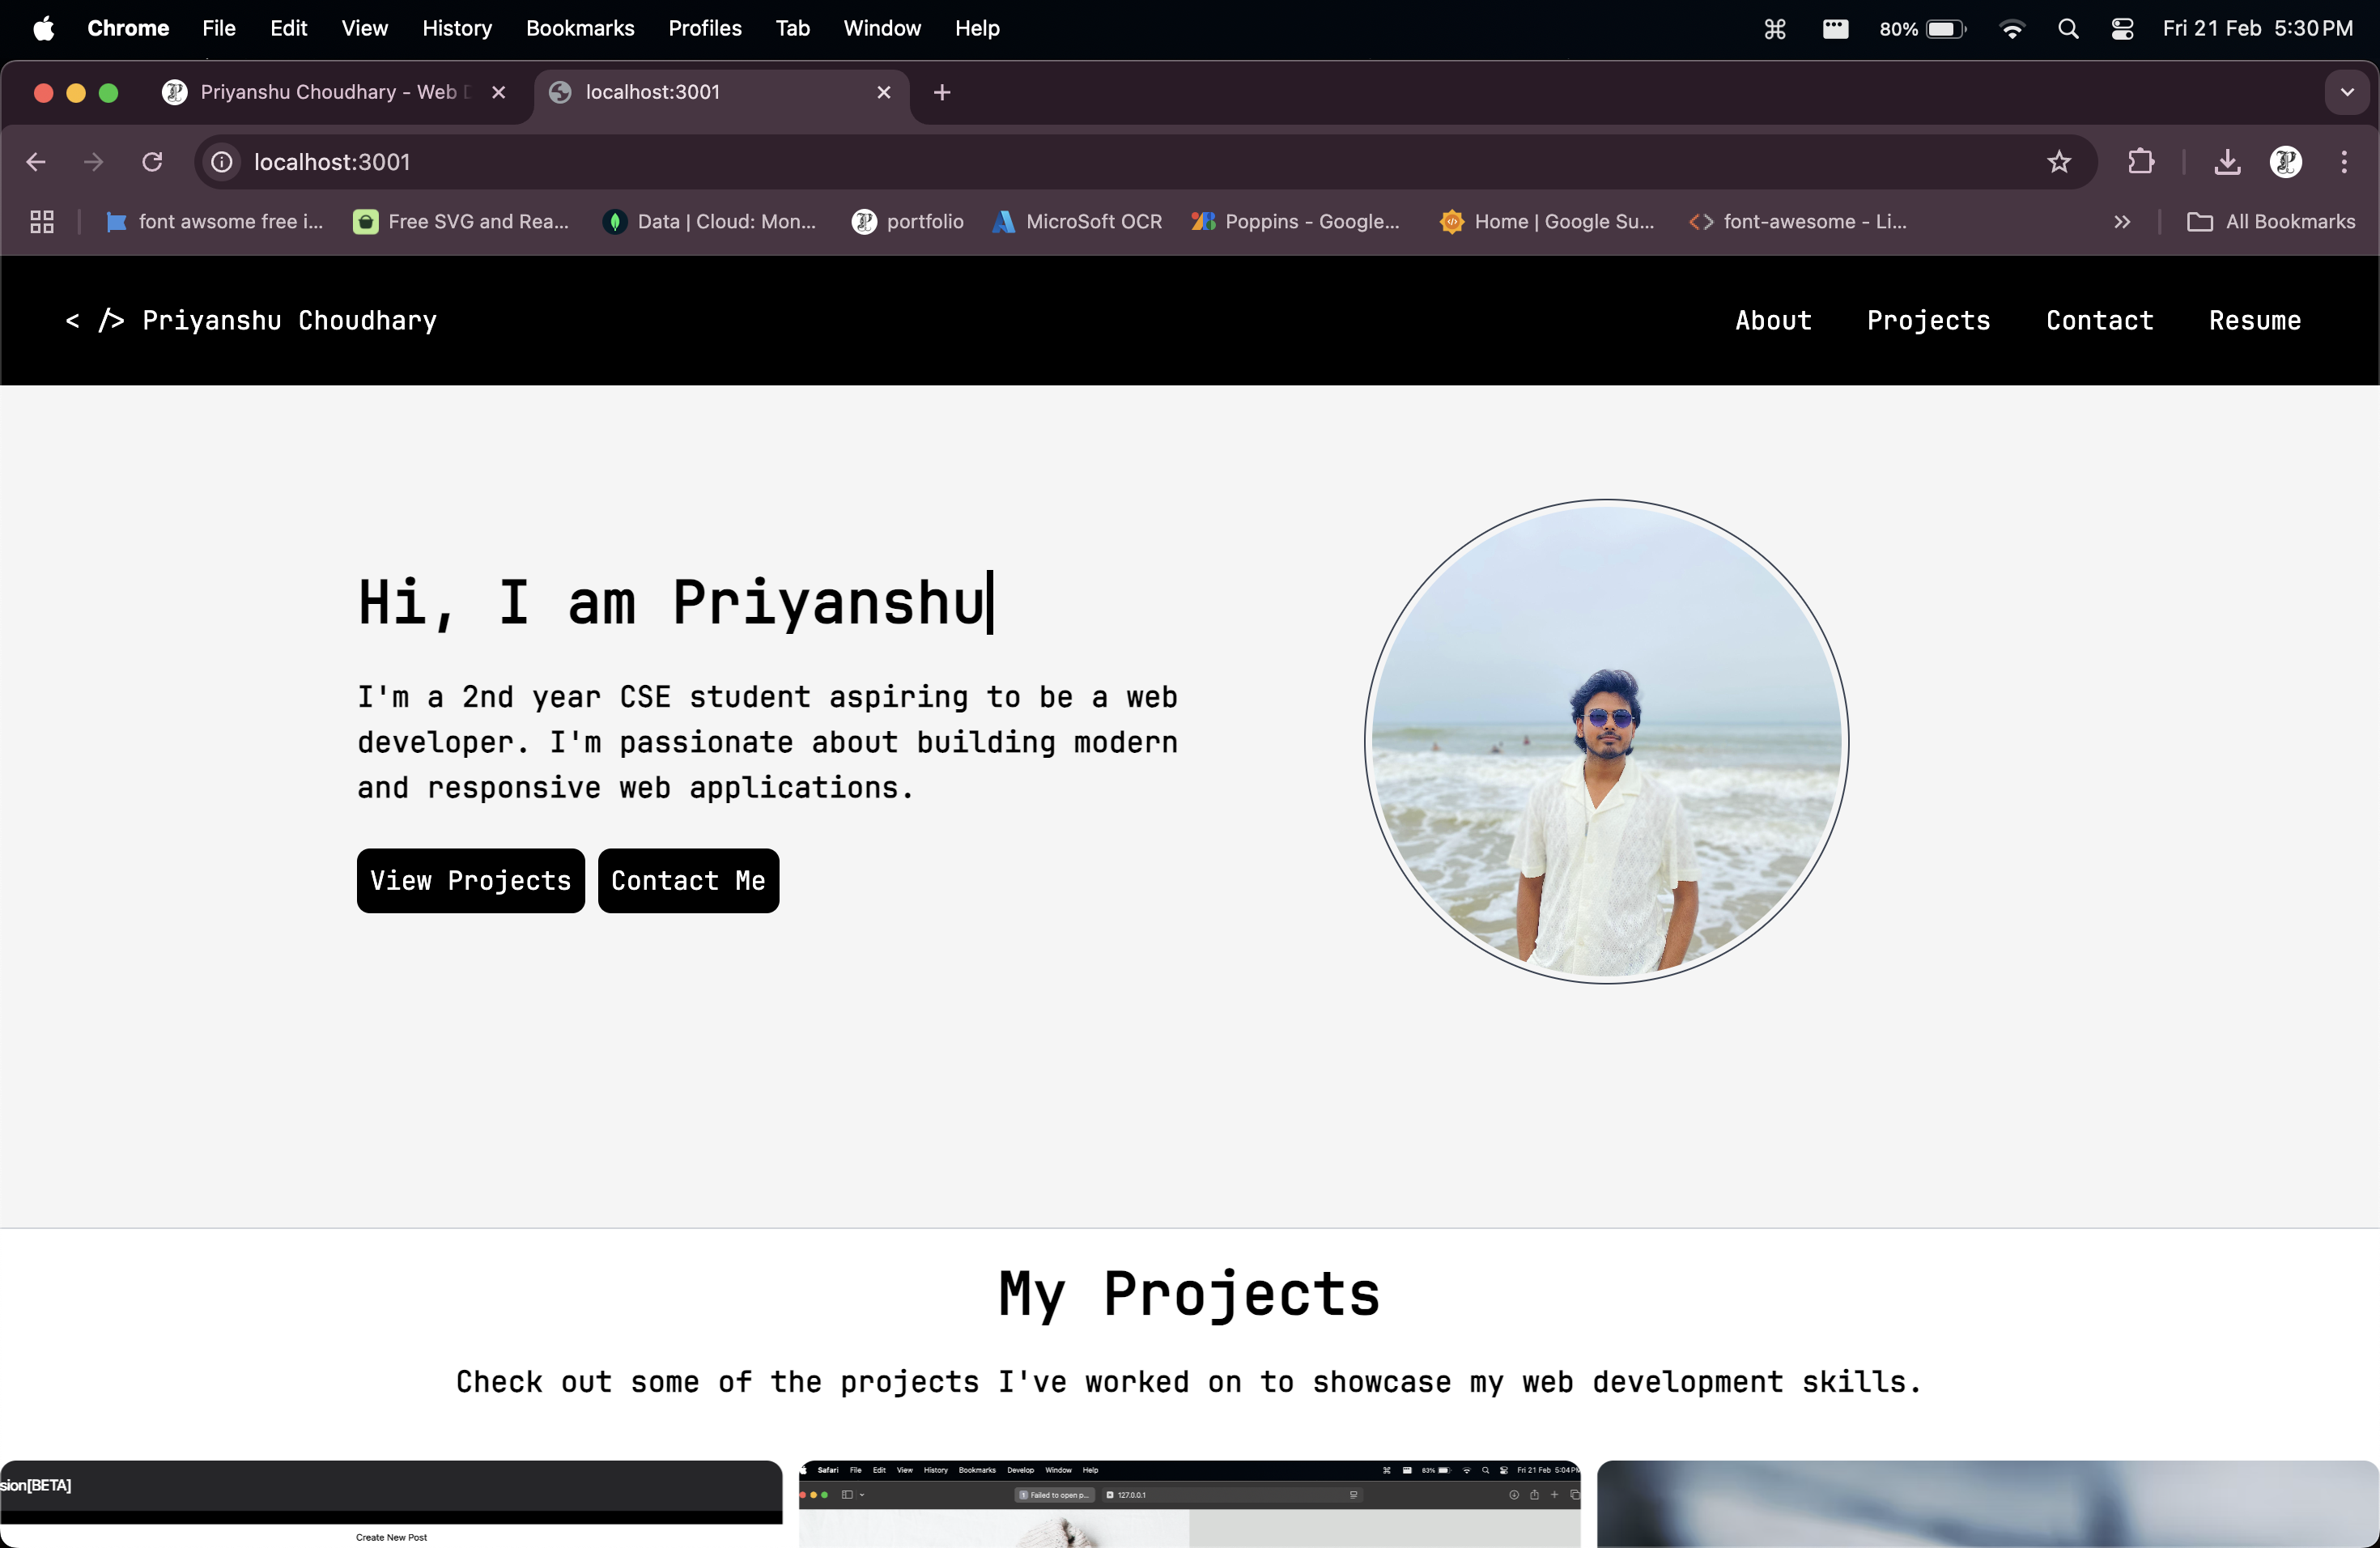 Chrome File Edit View History Bookmarks Profiles Tab Window Help 80% Fri 21 Feb 5:30 PM
Priyanshu Choudhary - Web localhost:3001
localhost:3001
font awsome free i... Free SVG and Rea... Data | Cloud: Mon... portfolio MicroSoft OCR Poppins - Google... Home | Google Su... font-awesome - Li... All Bookmarks
< /> Priyanshu Choudhary About Projects Contact Resume
Hi, I am Priyanshu
I'm a 2nd year CSE student aspiring to be a web
developer. I'm passionate about building modern
and responsive web applications.
View Projects Contact Me
My Projects
Check out some of the projects I've worked on to showcase my web development skills.
sion[BETA]
Create New Post
Safari File Edit View History Bookmarks Develop Window Help 83% Fri 21 Feb 5:04 PM
Failed to open p... 127.0.0.1